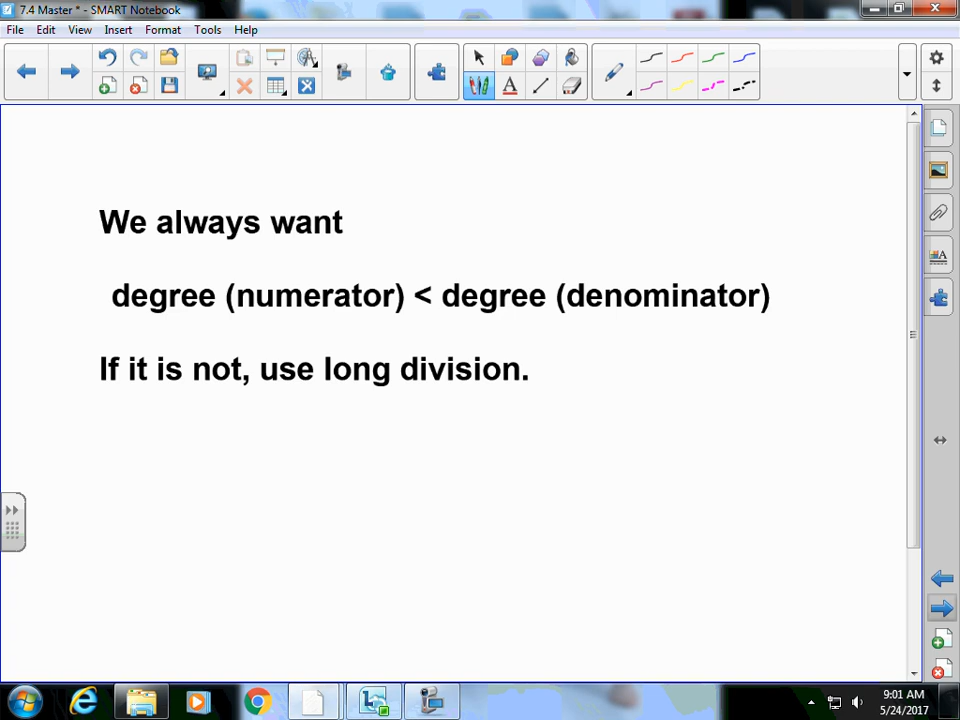 7.4 Master * - SMART Notebook
File Edit View Insert Format Tools Help
We always want
degree (numerator) < degree (denominator)
If it is not, use long division.
9:01 AM
5/24/2017